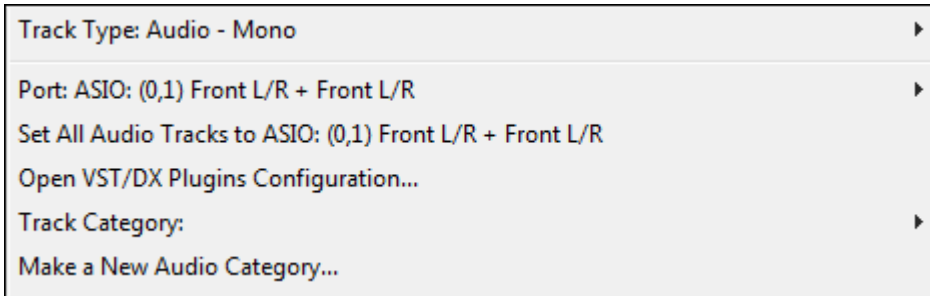 Track Type: Audio - Mono
Port: ASIO: (0,1) Front L/R + Front L/R
Set All Audio Tracks to ASIO: (0,1) Front L/R + Front L/R
Open VST/DX Plugins Configuration...
Track Category:
Make a New Audio Category...